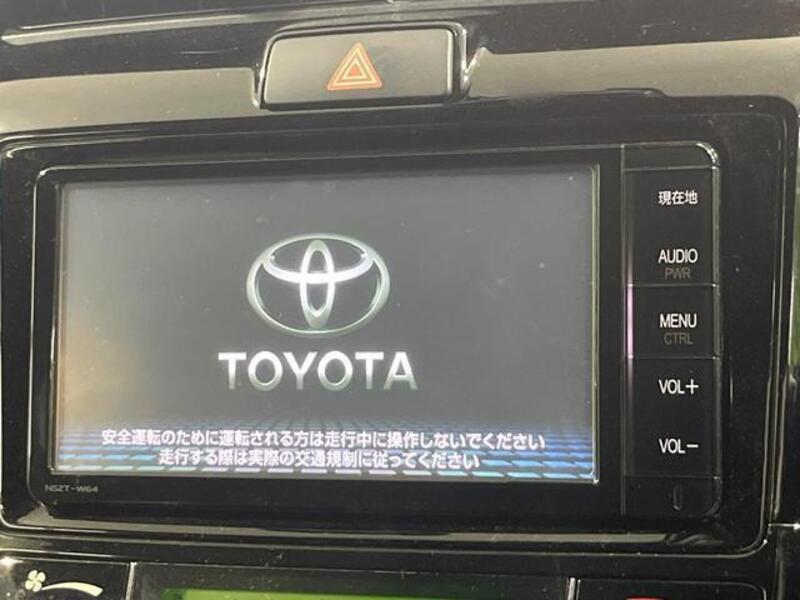 現在地
AUDIO
PWR
MENU
CTRL
VOL+
VOL-
TOYOTA
安全運転のために運転される方は走行中に操作しないでください
走行する際は実際の交通規制に従ってください
NSZT-W64